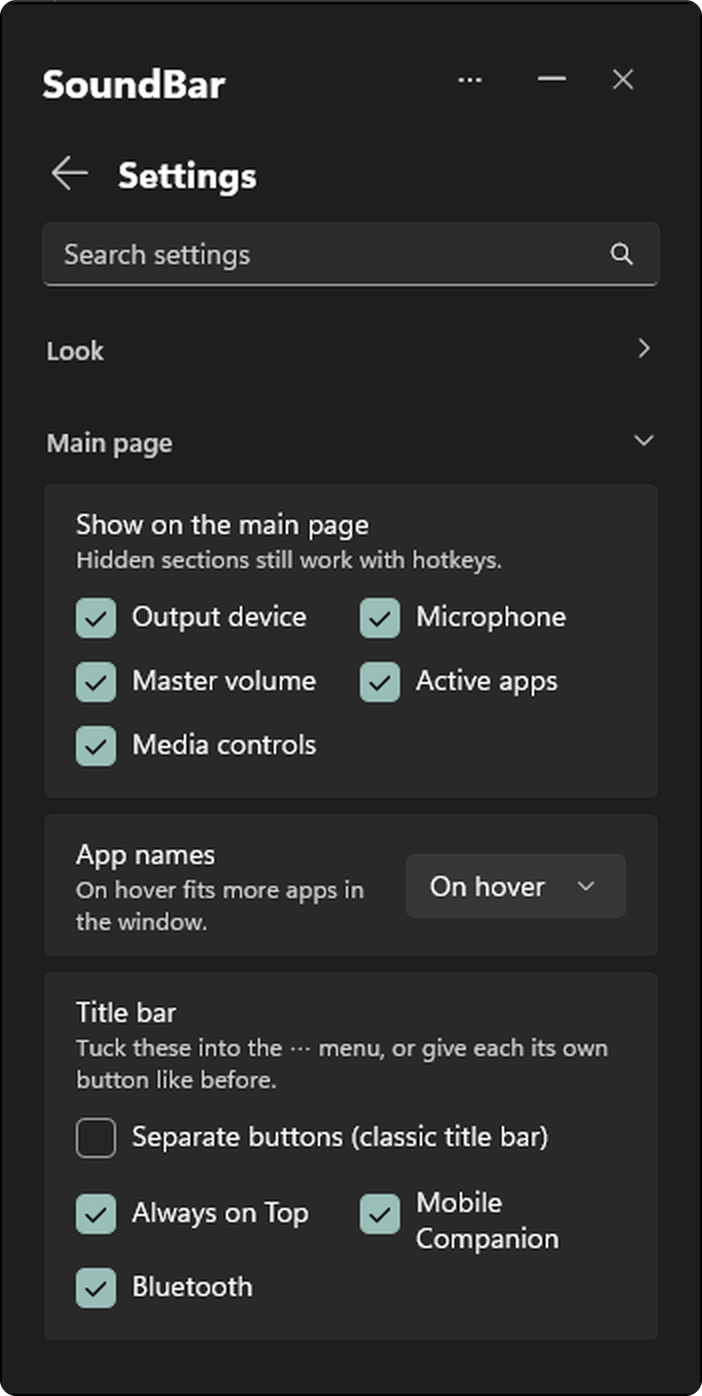 SoundBar
Settings
Search settings
Look
Main page
Show on the main page
Hidden sections still work with hotkeys.
Output device
Microphone
Master volume
Active apps
Media controls
App names
On hover fits more apps in
the window.
On hover
Title bar
Tuck these into the ··· menu, or give each its own
button like before.
Separate buttons (classic title bar)
Always on Top
Mobile
Companion
Bluetooth